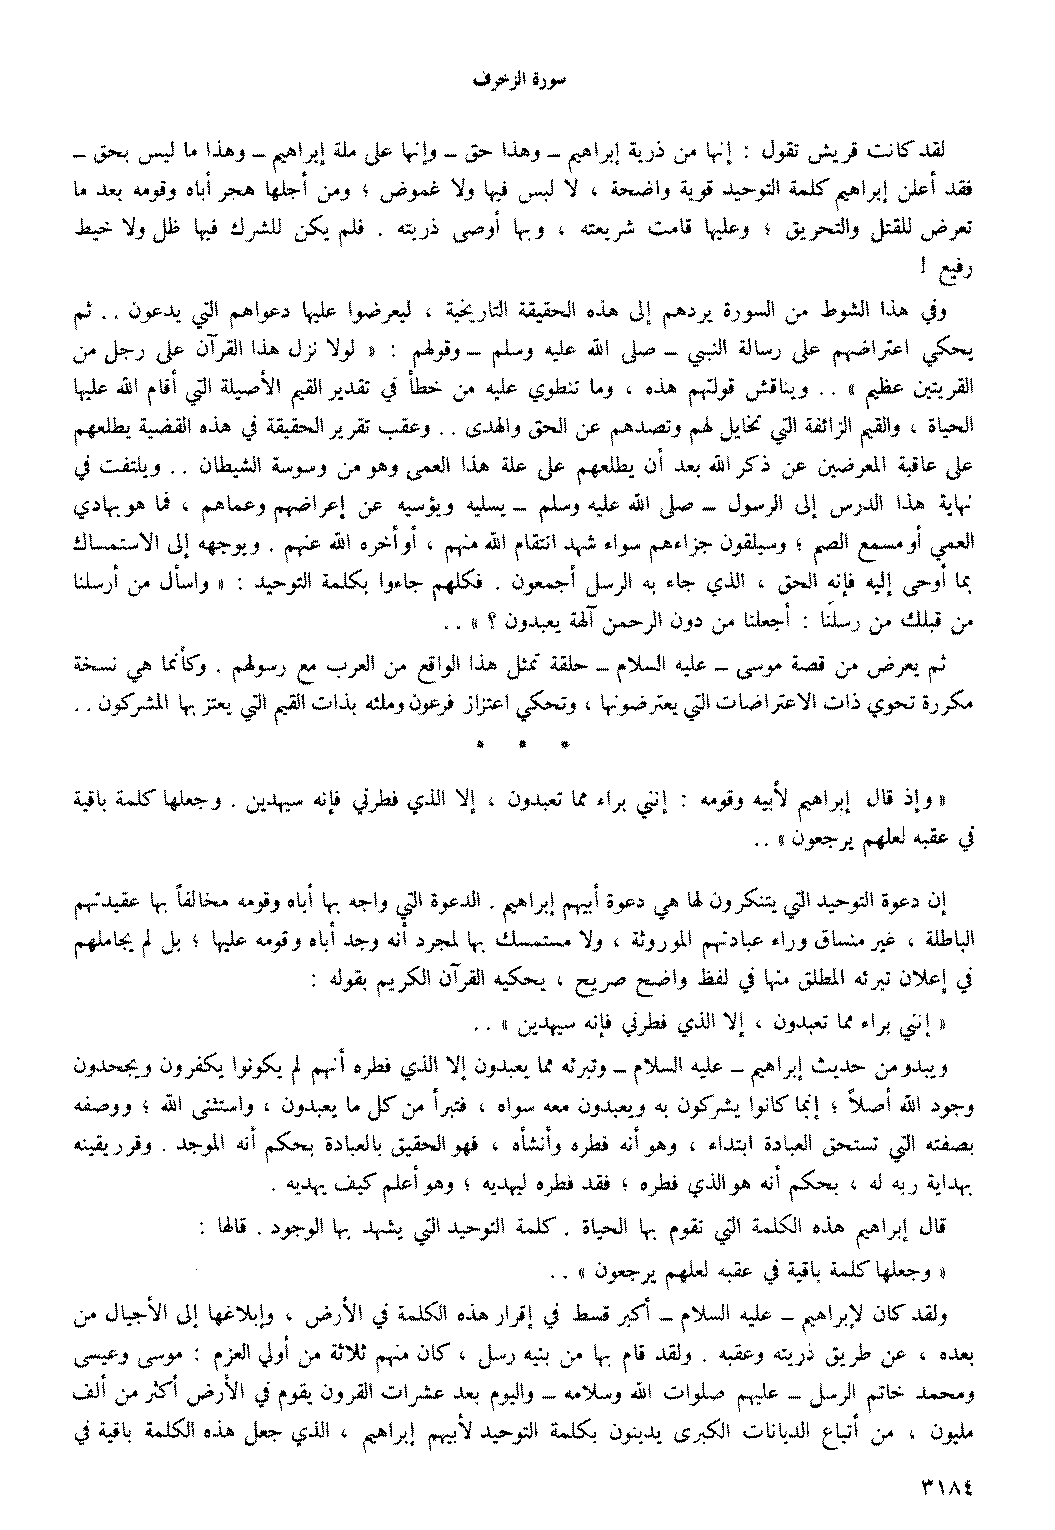 سورة الزخرف
لقد كانت قريش تقول : إنها من ذرية إبراهيم – وهذا حق – وإنها على ملة إبراهيم – وهذا ما ليس بحق –
فقد أعلن إبراهيم كلمة التوحيد قوية واضحة ، لا لبس فيها ولا غموض ؛ ومن أجلها هجر أباه وقومه بعد ما
تعرض للقتل والتحريق ؛ وعليها قامت شريعته ، وبها أوصى ذريته . فلم يكن للشرك فيها ظل ولا خيط
رفيع !
وفي هذا الشوط من السورة يردهم إلى هذه الحقيقة التاريخية ، ليعرضوا عليها دعواهم التي يدعون .. ثم
يحكي اعتراضهم على رسالة النبي – صلى الله عليه وسلم – وقولهم : « لولا نزل هذا القرآن على رجل من
القريتين عظيم » .. ويناقش قولتهم هذه ، وما تنطوي عليه من خطأ في تقدير القيم الأصيلة التي أقام الله عليها
الحياة ، والقيم الزائفة التي تخايل لهم وتصدهم عن الحق والهدى .. وعقب تقرير الحقيقة في هذه القضية يطلعهم
على عاقبة المعرضين عن ذكر الله بعد أن يطلعهم على علة هذا العمى وهو من وسوسة الشيطان .. ويلتفت في
نهاية هذا الدرس إلى الرسول – صلى الله عليه وسلم – يسليه ويؤسيه عن إعراضهم وعماهم ، فما هو بهادي
العمي أو مسمع الصم ؛ وسيلقون جزاءهم سواء شهد انتقام الله منهم ، أو أخره الله عنهم . ويوجهه إلى الاستمساك
بما أوحى إليه فإنه الحق ، الذي جاء به الرسل أجمعون . فكلهم جاءوا بكلمة التوحيد : « واسأل من أرسلنا
من قبلك من رسلنا : أجعلنا من دون الرحمن آلهة يعبدون ؟ » ..
ثم يعرض من قصة موسى – عليه السلام – حلقة تمثل هذا الواقع من العرب مع رسولهم . وكأنما هي نسخة
مكررة تحوي ذات الاعتراضات التي يعترضونها ، وتحكي اعتزاز فرعون وملئه بذات القيم التي يعتز بها المشركون ..
* * *
« وإذ قال إبراهيم لأبيه وقومه : إنني براء مما تعبدون ، إلا الذي فطرني فإنه سيهدين . وجعلها كلمة باقية
في عقبه لعلهم يرجعون » ..
إن دعوة التوحيد التي يتنكرون لها هي دعوة أبيهم إبراهيم . الدعوة التي واجه بها أباه وقومه مخالفاً بها عقيدتهم
الباطلة ، غير منساق وراء عبادتهم الموروثة ، ولا مستمسك بها لمجرد أنه وجد أباه وقومه عليها ؛ بل لم يجاملهم
في إعلان تبرئه المطلق منها في لفظ واضح صريح ، يحكيه القرآن الكريم بقوله :
« إنني براء مما تعبدون ، إلا الذي فطرني فإنه سيهدين » ..
ويبدو من حديث إبراهيم – عليه السلام – وتبرئه مما يعبدون إلا الذي فطره أنهم لم يكونوا يكفرون ويجحدون
وجود الله أصلاً ؛ إنما كانوا يشركون به ويعبدون معه سواه ، فتبرأ من كل ما يعبدون ، واستثنى الله ؛ ووصفه
بصفته التي تستحق العبادة ابتداء ، وهو أنه فطره وأنشأه ، فهو الحقيق بالعبادة بحكم أنه الموجد . وقرر يقينه
بهداية ربه له ، بحكم أنه هو الذي فطره ؛ فقد فطره ليهديه ؛ وهو أعلم كيف يهديه .
قال إبراهيم هذه الكلمة التي تقوم بها الحياة . كلمة التوحيد التي يشهد بها الوجود . قالها :
« وجعلها كلمة باقية في عقبه لعلهم يرجعون » ..
ولقد كان لإبراهيم – عليه السلام – أكبر قسط في إقرار هذه الكلمة في الأرض ، وإبلاغها إلى الأجيال من
بعده ، عن طريق ذريته وعقبه . ولقد قام بها من بنيه رسل ، كان منهم ثلاثة من أولي العزم : موسى وعيسى
ومحمد خاتم الرسل – عليهم صلوات الله وسلامه – واليوم بعد عشرات القرون يقوم في الأرض أكثر من ألف
مليون ، من أتباع الديانات الكبرى يدينون بكلمة التوحيد لأبيهم إبراهيم ، الذي جعل هذه الكلمة باقية في
٣١٨٤